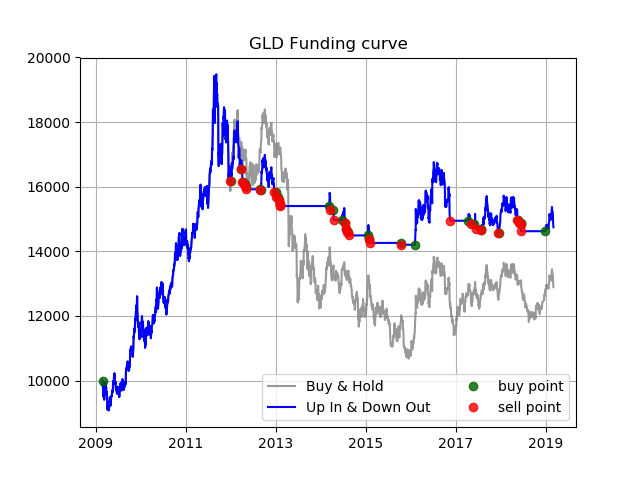 GLD Funding curve
20000
18000
16000
14000
12000
10000
2009
2011
2013
2015
2017
2019
Buy & Hold
Up In & Down Out
buy point
sell point